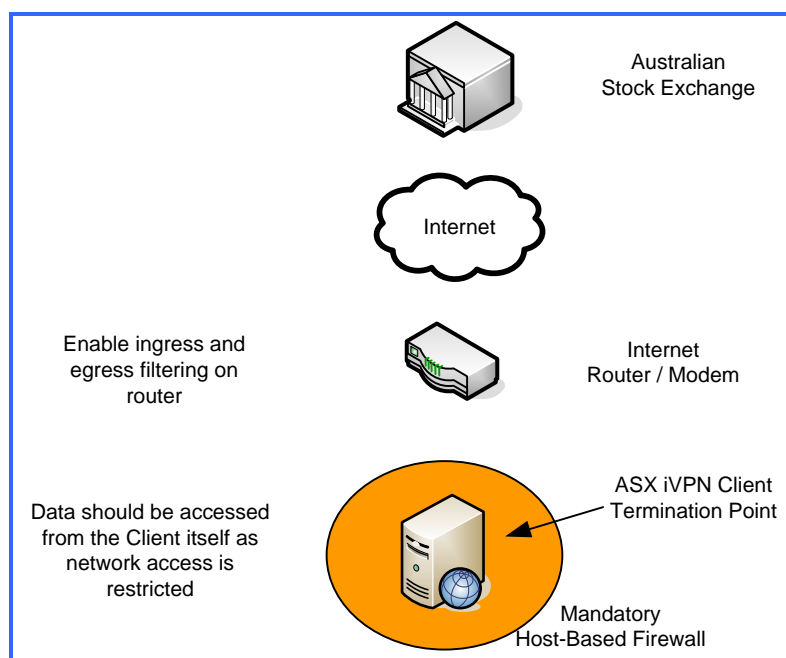 Australian
Stock Exchange
Internet
Enable ingress and
egress filtering on
router
Internet
Router / Modem
Data should be accessed
from the Client itself as
network access is
restricted
ASX iVPN Client
Termination Point
Mandatory
Host-Based Firewall